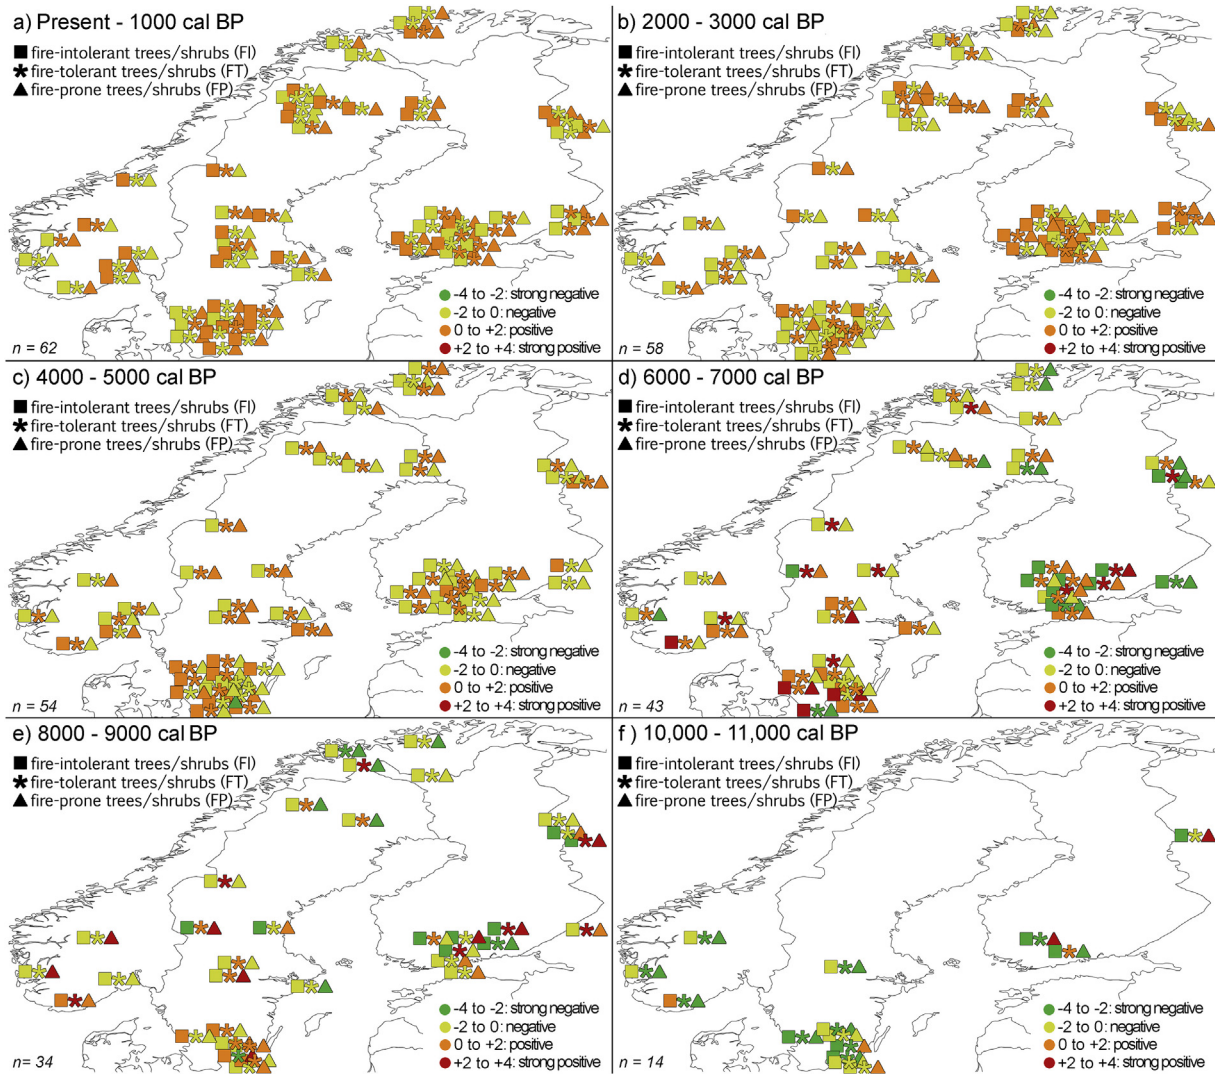 a) Present - 1000 cal BP
fire-intolerant trees/shrubs (FI)
fire-tolerant trees/shrubs (FT)
fire-prone trees/shrubs (FP)
-4 to -2: strong negative
-2 to 0: negative
0 to +2: positive
+2 to +4: strong positive
n = 62
b) 2000 - 3000 cal BP
fire-intolerant trees/shrubs (FI)
fire-tolerant trees/shrubs (FT)
fire-prone trees/shrubs (FP)
-4 to -2: strong negative
-2 to 0: negative
0 to +2: positive
+2 to +4: strong positive
n = 58
c) 4000 - 5000 cal BP
fire-intolerant trees/shrubs (FI)
fire-tolerant trees/shrubs (FT)
fire-prone trees/shrubs (FP)
-4 to -2: strong negative
-2 to 0: negative
0 to +2: positive
+2 to +4: strong positive
n = 54
d) 6000 - 7000 cal BP
fire-intolerant trees/shrubs (FI)
fire-tolerant trees/shrubs (FT)
fire-prone trees/shrubs (FP)
-4 to -2: strong negative
-2 to 0: negative
0 to +2: positive
+2 to +4: strong positive
n = 43
e) 8000 - 9000 cal BP
fire-intolerant trees/shrubs (FI)
fire-tolerant trees/shrubs (FT)
fire-prone trees/shrubs (FP)
-4 to -2: strong negative
-2 to 0: negative
0 to +2: positive
+2 to +4: strong positive
n= 34
f ) 10,000 - 11,000 cal BP
fire-intolerant trees/shrubs (FI)
fire-tolerant trees/shrubs (FT)
fire-prone trees/shrubs (FP)
-4 to -2: strong negative
-2 to 0: negative
0 to +2: positive
+2 to +4: strong positive
n = 14